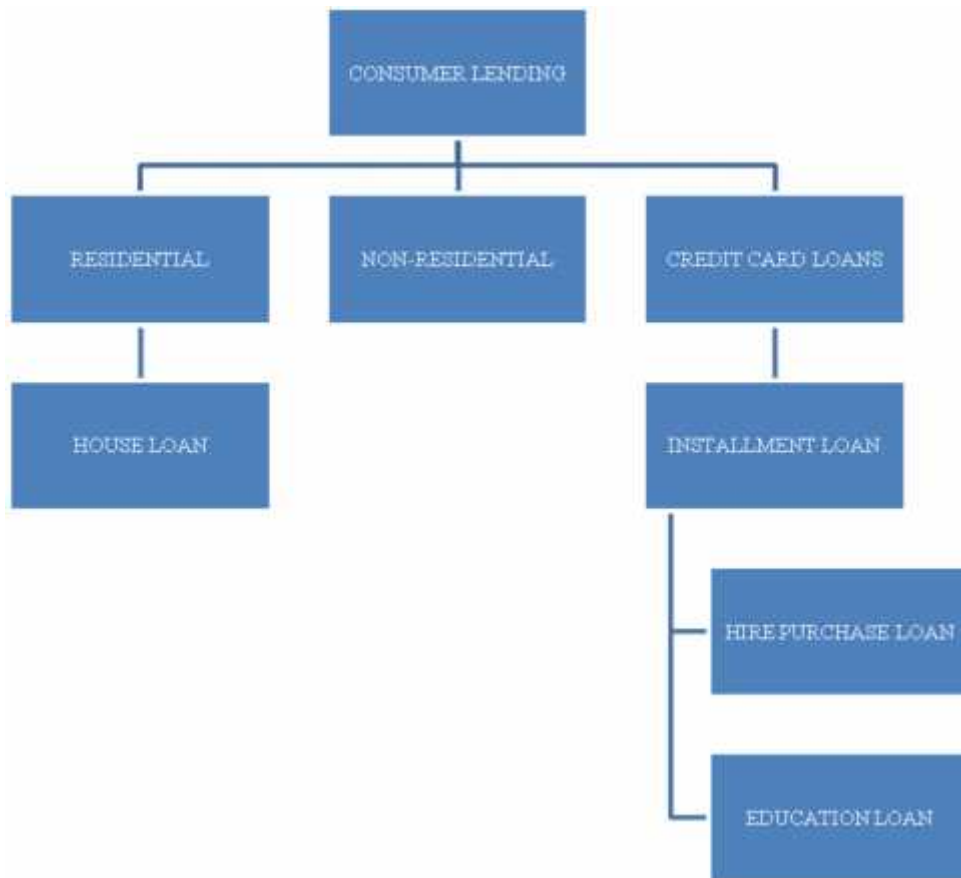 CONSUMER LENDING
RESIDENTIAL
NON-RESIDENTIAL
CREDIT CARD LOANS
HOUSE LOAN
INSTALLMENT LOAN
HIRE PURCHASE LOAN
EDUCATION LOAN